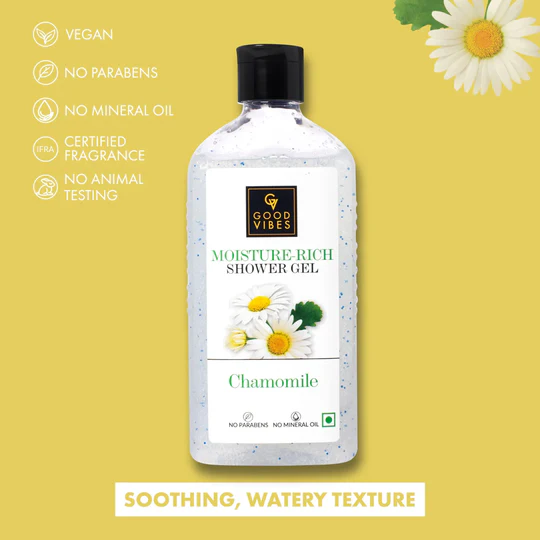 VEGAN
NO PARABENS
NO MINERAL OIL
IFRA
CERTIFIED
FRAGRANCE
NO ANIMAL
TESTING
GV
GOOD
VIBES
MOISTURE-RICH
SHOWER GEL
Chamomile
NO PARABENS NO MINERAL OIL
SOOTHING, WATERY TEXTURE